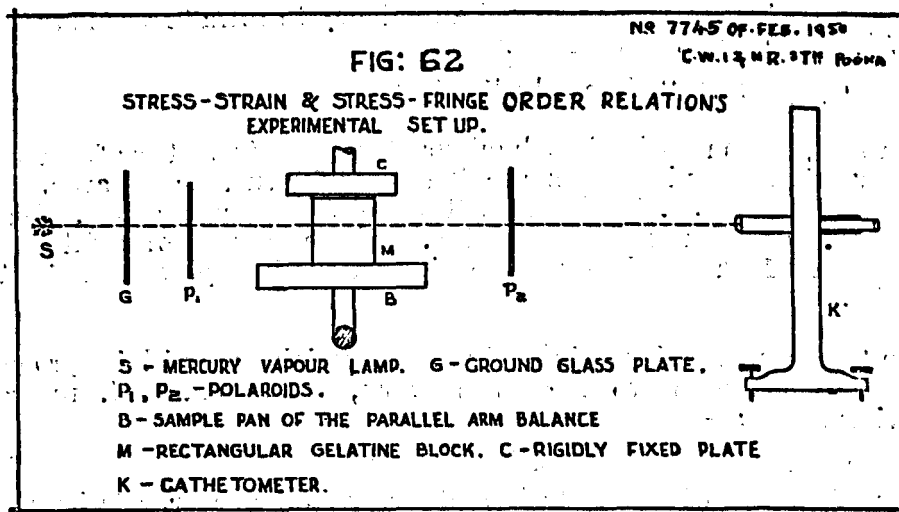 No 7745 OF. FEB. 1950
FIG: 62
C.W.I & N.R. STN POONA
STRESS-STRAIN & STRESS-FRINGE ORDER RELATIONS
EXPERIMENTAL SET UP.
C
S
G
P1
M
B
P2
K
S - MERCURY VAPOUR LAMP. G - GROUND GLASS PLATE.
P1, P2 - POLAROIDS.
B - SAMPLE PAN OF THE PARALLEL ARM BALANCE
M - RECTANGULAR GELATINE BLOCK. C - RIGIDLY FIXED PLATE
K - CATHETOMETER.